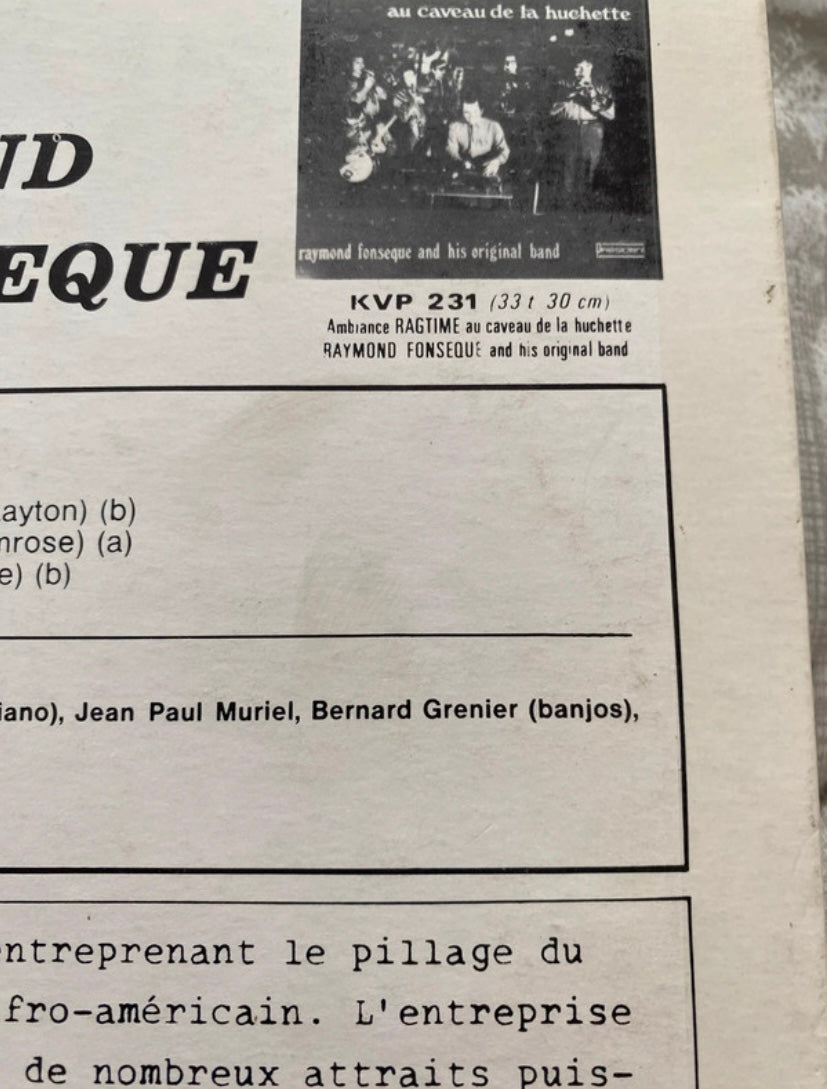 au caveau de la huchette
ND
EQUE
raymond fonseque and his original band
KVP 231 (33 t 30 cm)
Ambiance RAGTIME au caveau de la huchette
RAYMOND FONSEQUE and his original band
ayton) (b)
mrose) (a)
e) (b)
iano), Jean Paul Muriel, Bernard Grenier (banjos),
ntreprenant le pillage du
fro-américain. L'entreprise
de nombreux attraits puis-